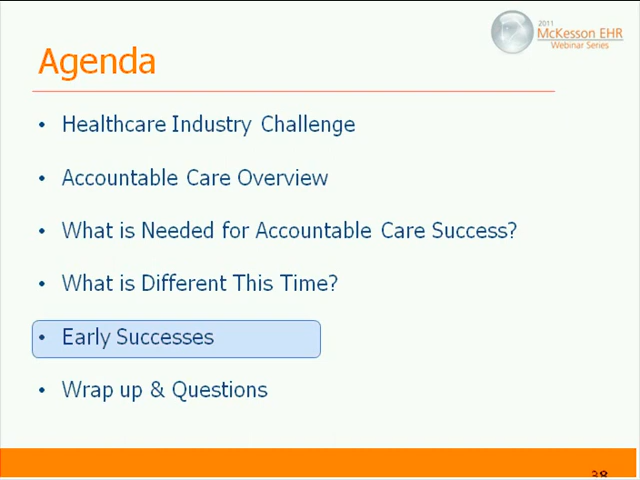 2011
McKesson EHR
Webinar Series
Agenda
• Healthcare Industry Challenge
• Accountable Care Overview
• What is Needed for Accountable Care Success?
• What is Different This Time?
• Early Successes
• Wrap up & Questions
38